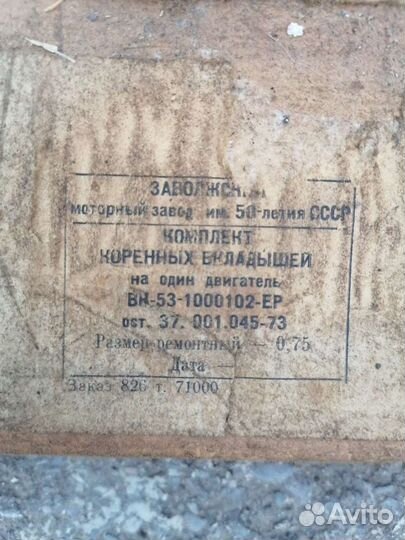 ЗАВОЛЖСКИЙ
моторный завод им. 50-летия СССР
КОМПЛЕКТ
КОРЕННЫХ ВКЛАДЫШЕЙ
на один двигатель
ВК-53-1000102-ЕР
ост. 37. 001.045-73
Размер ремонтный — 0,75
Дата —
Заказ 826 т. 71000
Avito